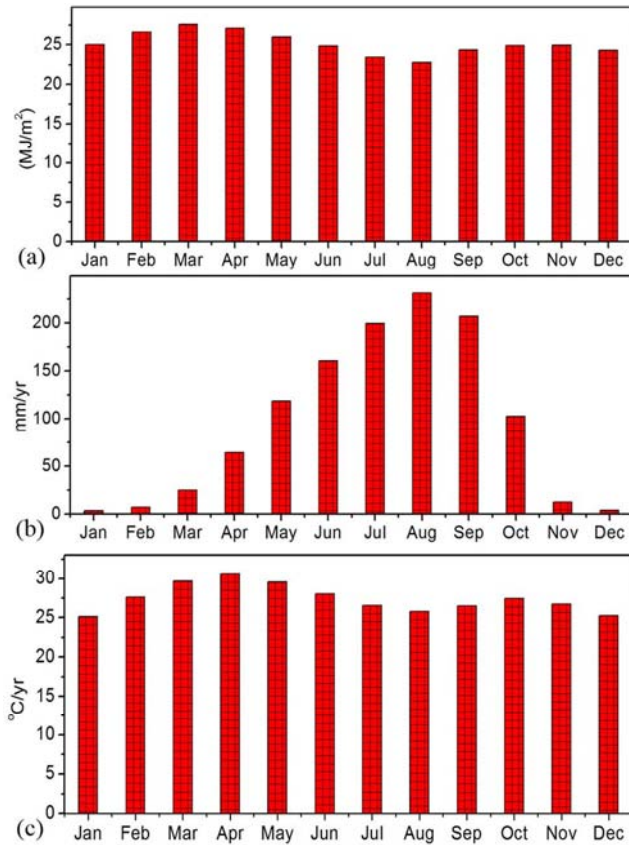 25
20
15
10
5
0
(MJ/m²)
Jan Feb Mar Apr May Jun Jul Aug Sep Oct Nov Dec
(a)
200
150
100
50
0
mm/yr
Jan Feb Mar Apr May Jun Jul Aug Sep Oct Nov Dec
(b)
30
25
20
15
10
5
0
°C/yr
Jan Feb Mar Apr May Jun Jul Aug Sep Oct Nov Dec
(c)